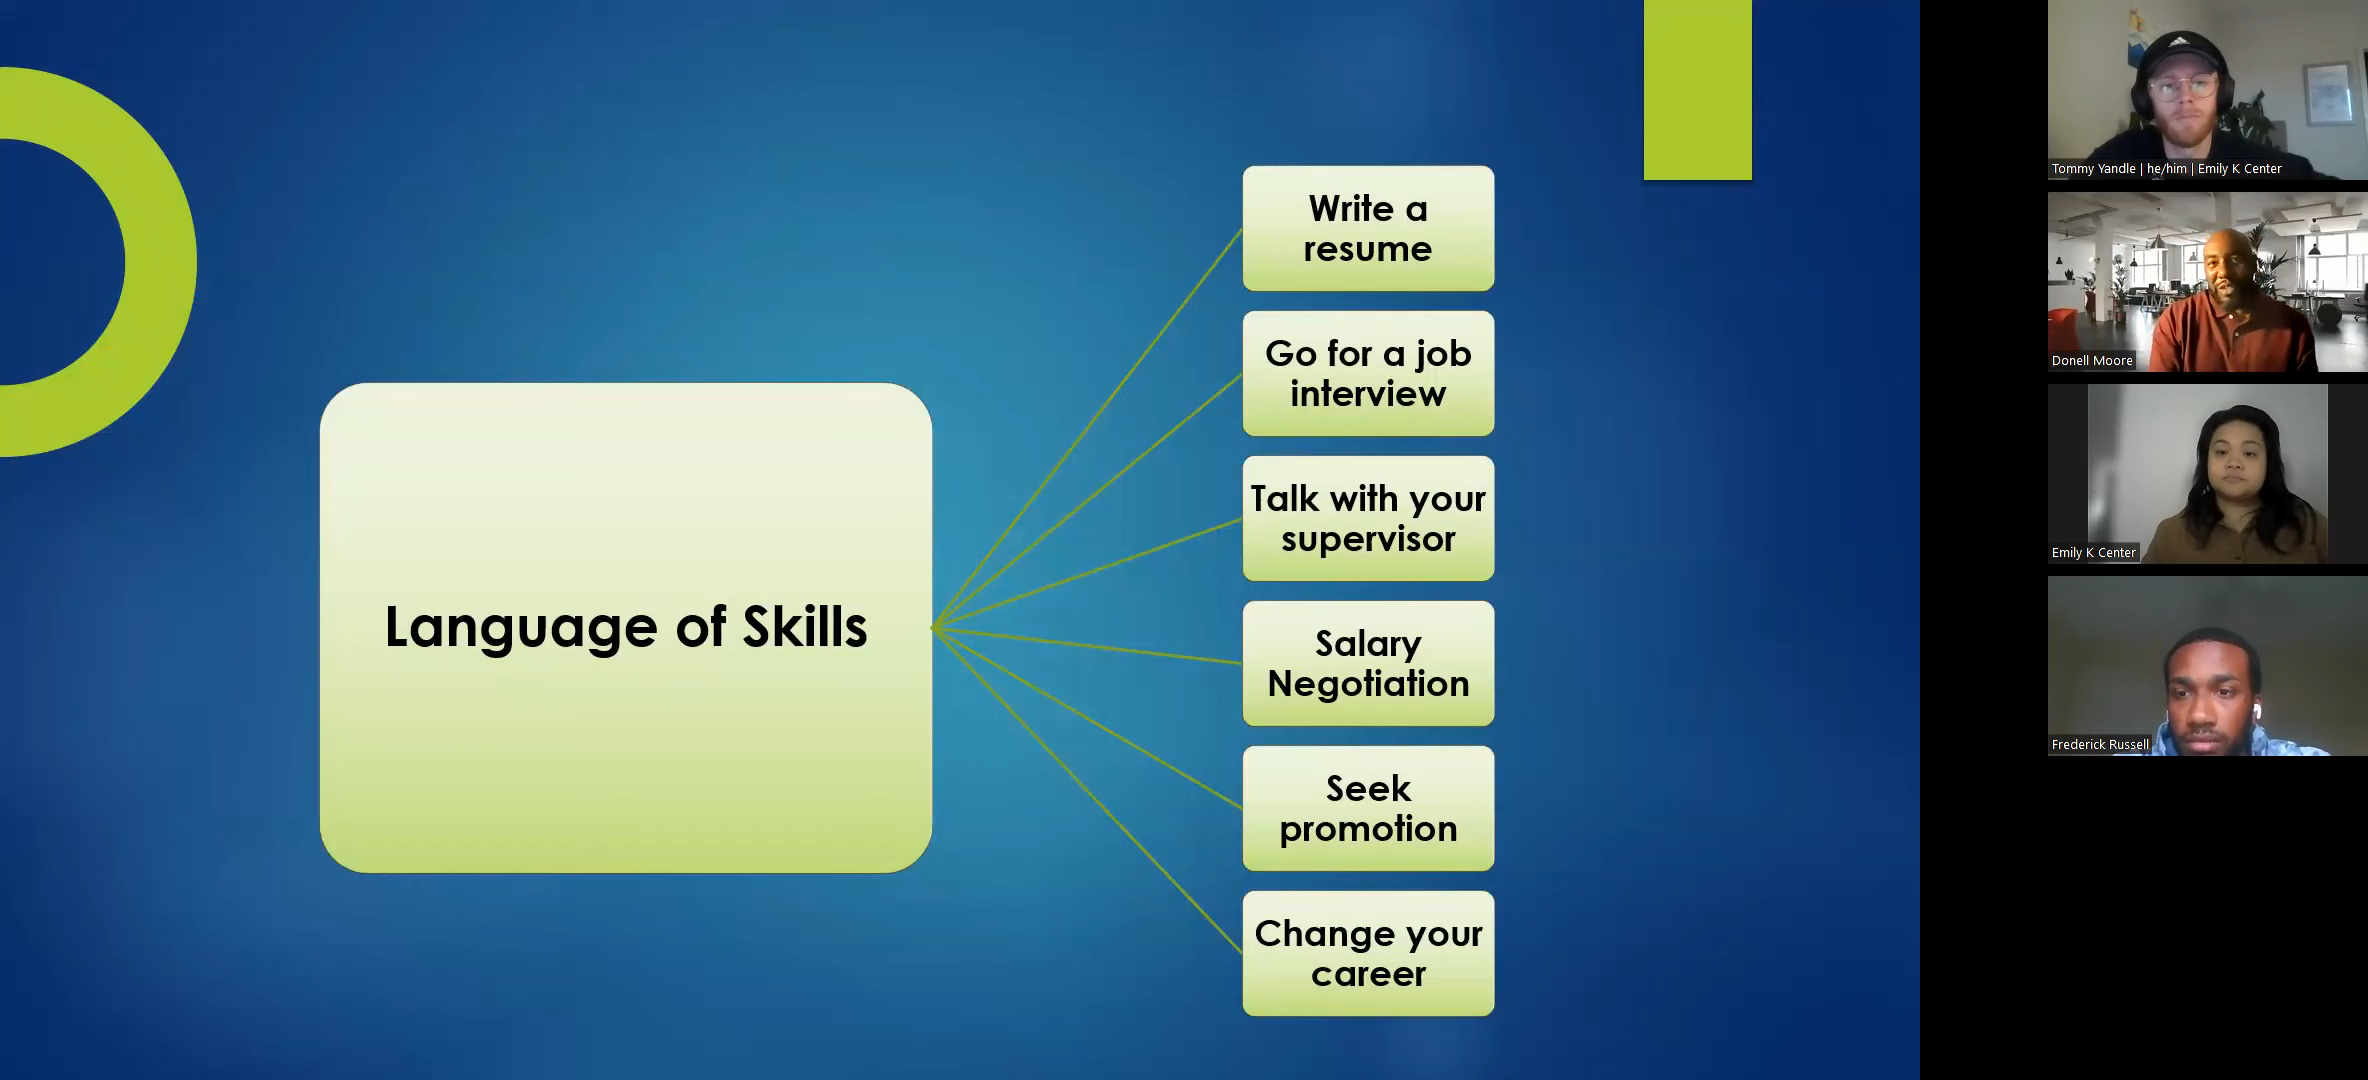 Language of Skills
Write a
resume
Go for a job
interview
Talk with your
supervisor
Salary
Negotiation
Seek
promotion
Change your
career
Tommy Yandle | he/him | Emily K Center
Donell Moore
Emily K Center
Frederick Russell